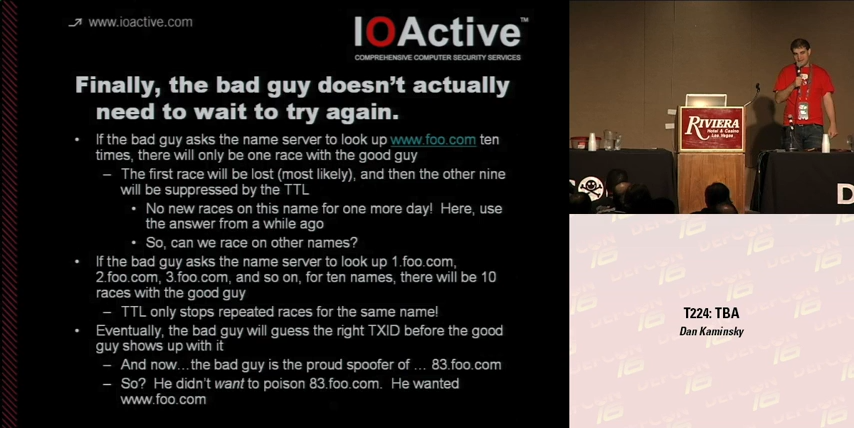 www.ioactive.com
IOActive™
COMPREHENSIVE COMPUTER SECURITY SERVICES
Finally, the bad guy doesn't actually
need to wait to try again.
• If the bad guy asks the name server to look up www.foo.com ten
times, there will only be one race with the good guy
– The first race will be lost (most likely), and then the other nine
will be suppressed by the TTL
• No new races on this name for one more day! Here, use
the answer from a while ago
• So, can we race on other names?
• If the bad guy asks the name server to look up 1.foo.com,
2.foo.com, 3.foo.com, and so on, for ten names, there will be 10
races with the good guy
– TTL only stops repeated races for the same name!
• Eventually, the bad guy will guess the right TXID before the good
guy shows up with it
– And now…the bad guy is the proud spoofer of … 83.foo.com
– So? He didn't want to poison 83.foo.com. He wanted
www.foo.com
RIVIERA
Hotel & Casino
Las Vegas
D
T224: TBA
Dan Kaminsky
DEFCON 16